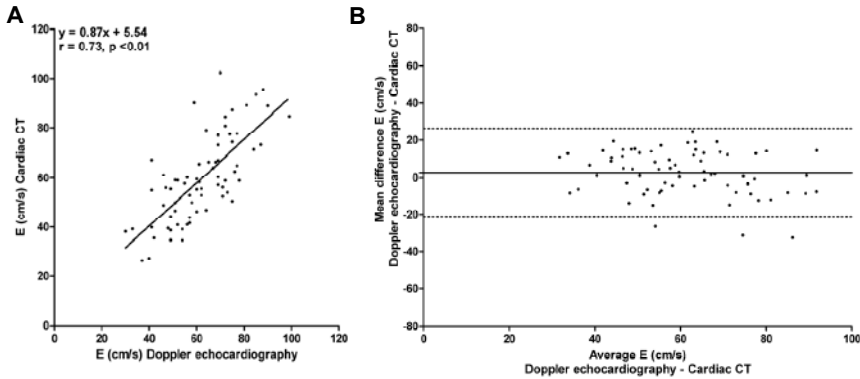 A
B
y = 0.87x + 5.54
r = 0.73, p <0.01
E (cm/s) Cardiac CT
120
100
80
60
40
20
0
0 20 40 60 80 100 120
E (cm/s) Doppler echocardiography
Mean difference E (cm/s)
Doppler echocardiography - Cardiac CT
80
60
40
20
0
-20
-40
-60
-80
0 20 40 60 80 100
Average E (cm/s)
Doppler echocardiography - Cardiac CT